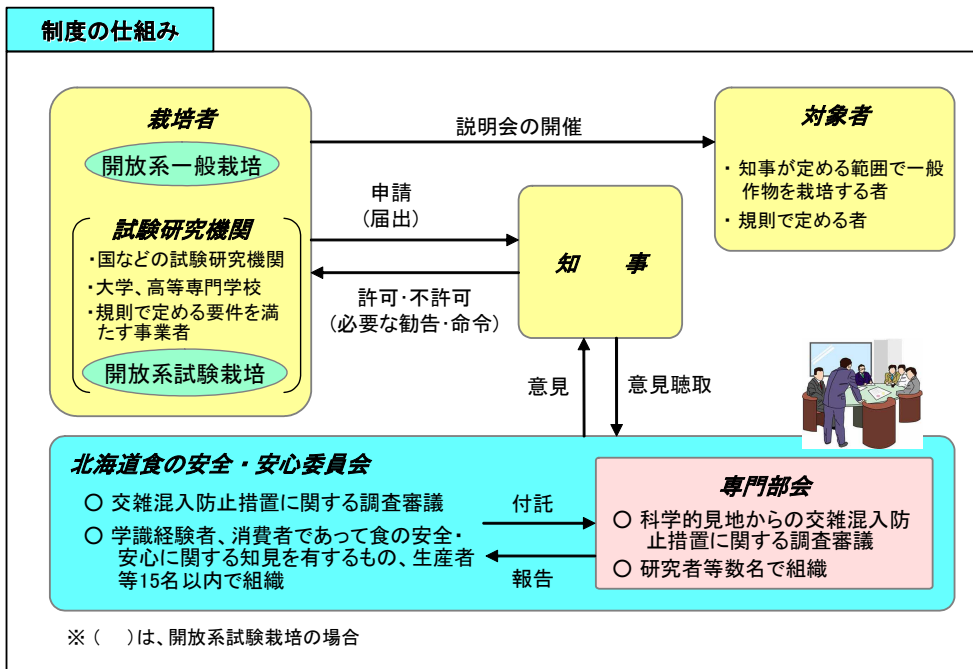 制度の仕組み
栽培者
開放系一般栽培
試験研究機関
・国などの試験研究機関
・大学、高等専門学校
・規則で定める要件を満
たす事業者
開放系試験栽培
説明会の開催
対象者
・ 知事が定める範囲で一般
作物を栽培する者
・ 規則で定める者
申請
(届出)
許可・不許可
(必要な勧告・命令)
知　事
意見
意見聴取
北海道食の安全・安心委員会
○ 交雑混入防止措置に関する調査審議
○ 学識経験者、消費者であって食の安全・
安心に関する知見を有するもの、生産者
等15名以内で組織
付託
報告
専門部会
○ 科学的見地からの交雑混入防
止措置に関する調査審議
○ 研究者等数名で組織
※（　）は、開放系試験栽培の場合